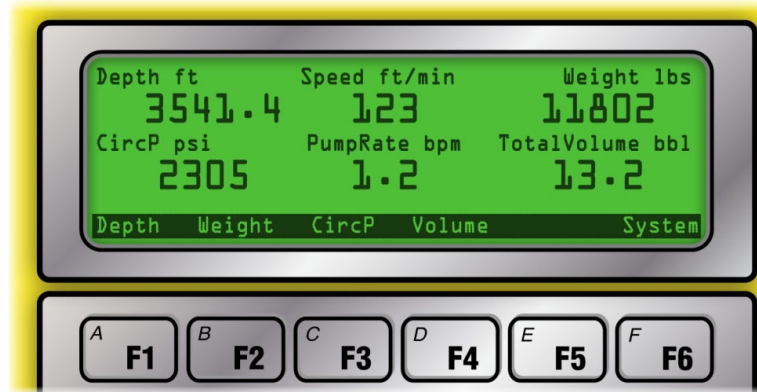 Depth ft Speed ft/min Weight lbs
3541.4 123 11802
CircP psi PumpRate bpm TotalVolume bbl
2305 1.2 13.2
Depth Weight CircP Volume System
A B C D E F
F1 F2 F3 F4 F5 F6